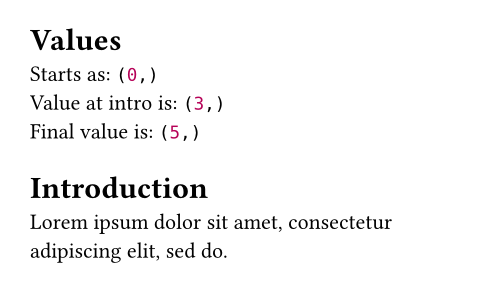 Values
Starts as: (0,)
Value at intro is: (3,)
Final value is: (5,)
Introduction
Lorem ipsum dolor sit amet, consectetur
adipiscing elit, sed do.